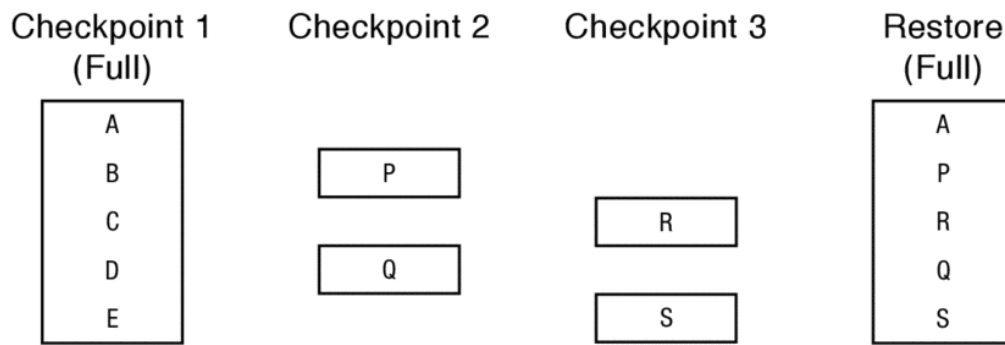 Checkpoint 1
(Full)
A
B
C
D
E
Checkpoint 2
P
Q
Checkpoint 3
R
S
Restore
(Full)
A
P
R
Q
S